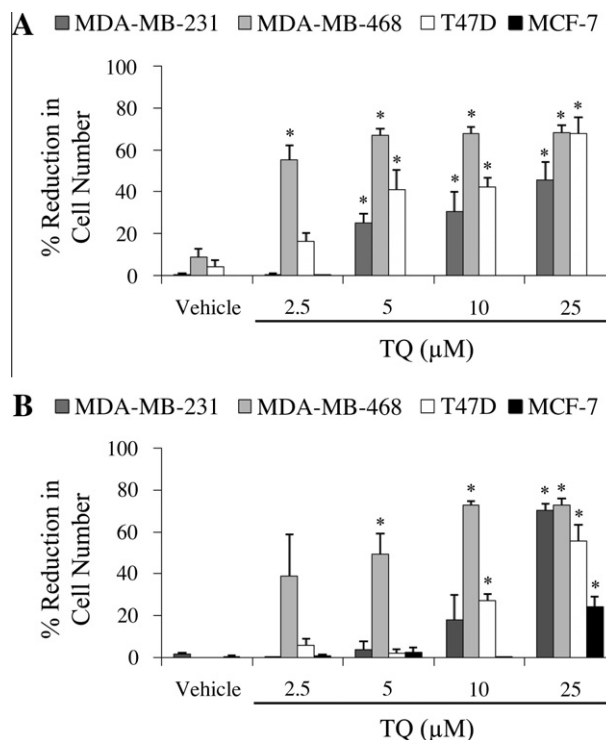 A ■ MDA-MB-231 ■ MDA-MB-468 □ T47D ■ MCF-7
% Reduction in
Cell Number
100
80
60
40
20
0
* * * * * * * * * *
Vehicle 2.5 5 10 25
TQ (µM)
B ■ MDA-MB-231 ■ MDA-MB-468 □ T47D ■ MCF-7
% Reduction in
Cell Number
100
80
60
40
20
0
* * * * * * *
Vehicle 2.5 5 10 25
TQ (µM)